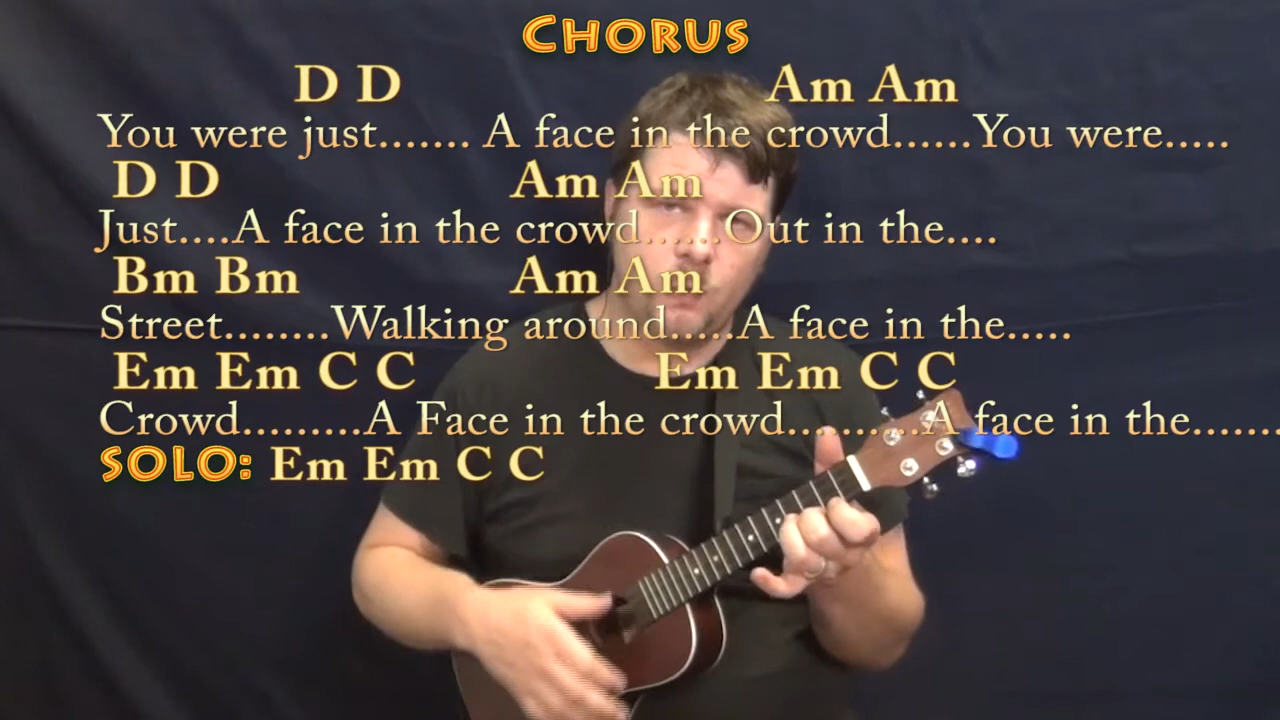 CHORUS
D D Am Am
You were just....... A face in the crowd......You were.....
D D Am Am
Just....A face in the crowd......Out in the....
Bm Bm Am Am
Street........Walking around.....A face in the.....
Em Em C C Em Em C C
Crowd.........A Face in the crowd..........A face in the.......
SOLO: Em Em C C